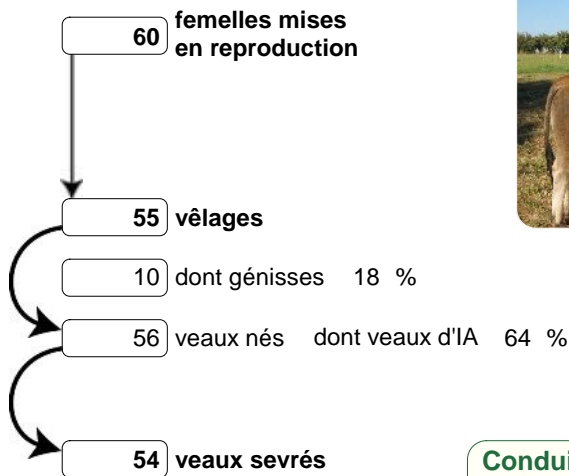 60 femelles mises
en reproduction
55 vêlages
10 dont génisses 18 %
56 veaux nés dont veaux d'IA 64 %
54 veaux sevrés